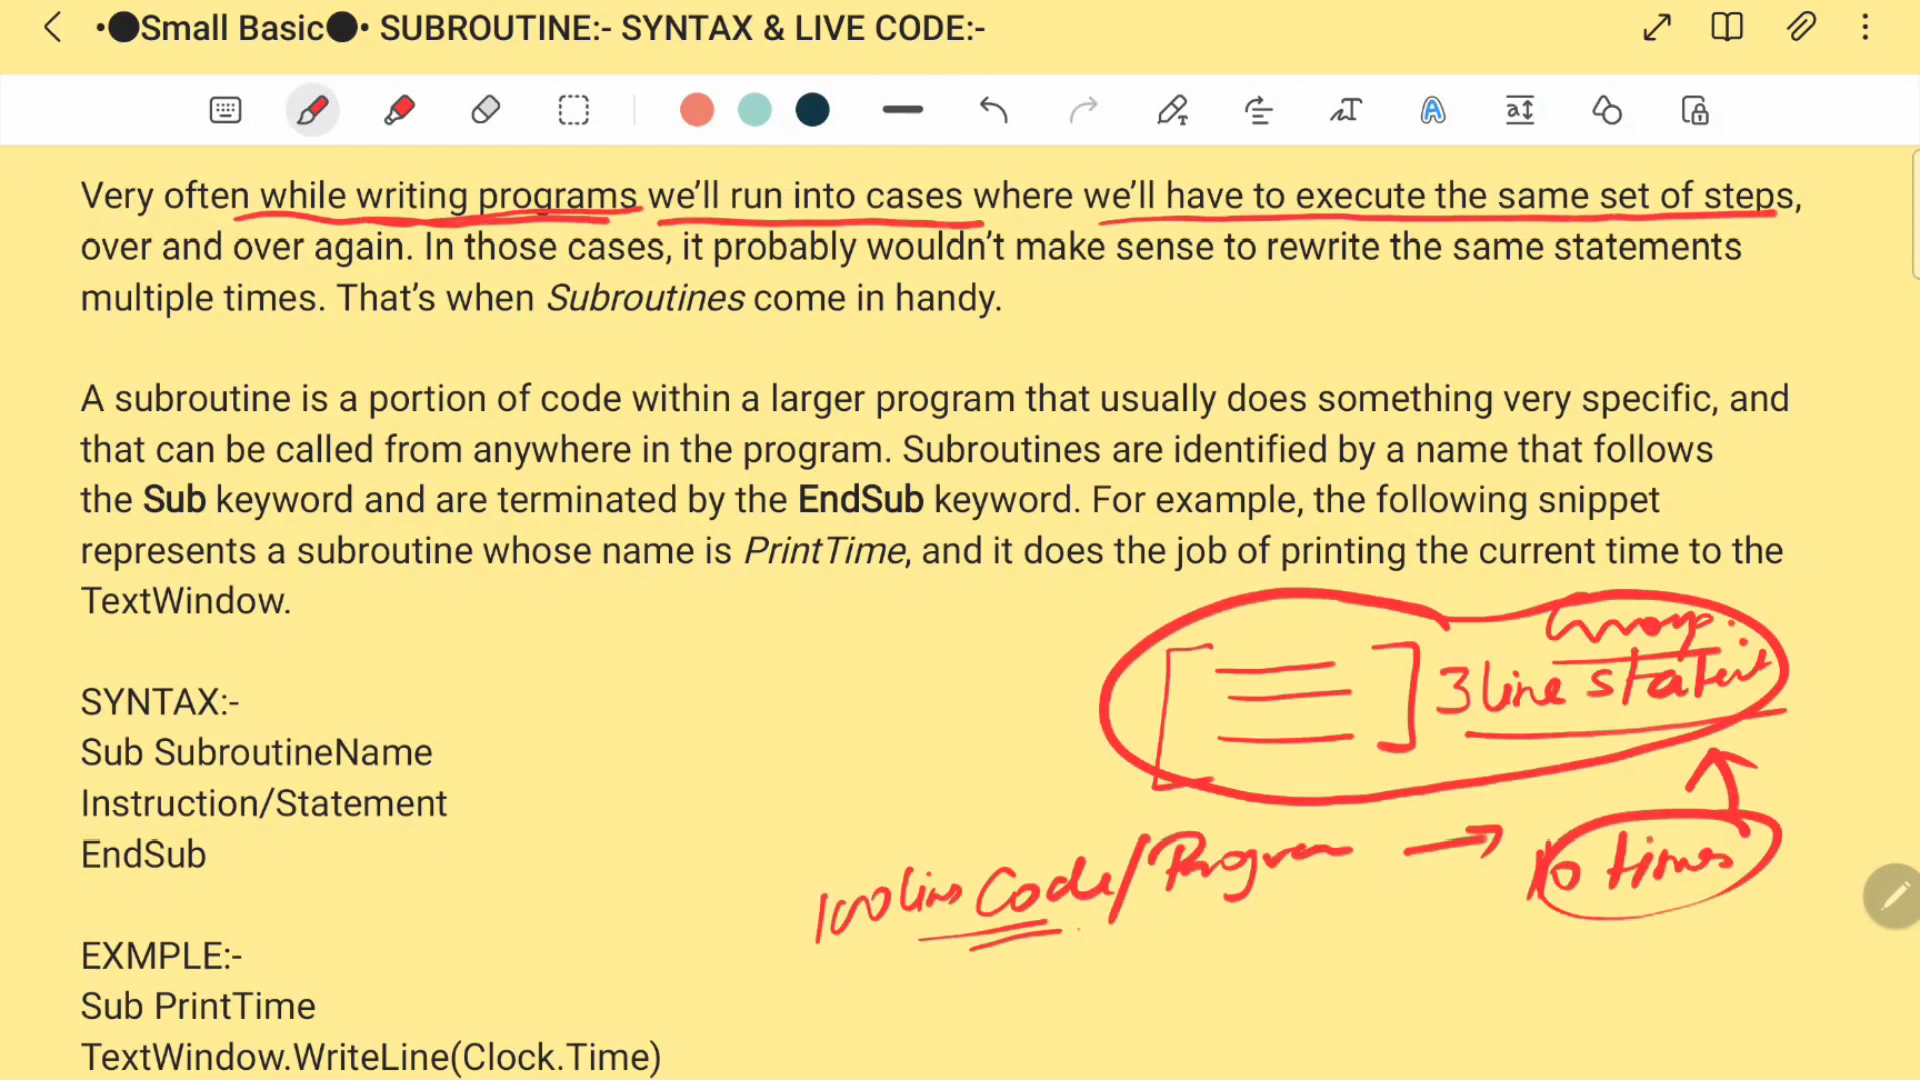 •●Small Basic●• SUBROUTINE:- SYNTAX & LIVE CODE:-
Very often while writing programs we’ll run into cases where we’ll have to execute the same set of steps,
over and over again. In those cases, it probably wouldn’t make sense to rewrite the same statements
multiple times. That’s when Subroutines come in handy.
A subroutine is a portion of code within a larger program that usually does something very specific, and
that can be called from anywhere in the program. Subroutines are identified by a name that follows
the Sub keyword and are terminated by the EndSub keyword. For example, the following snippet
represents a subroutine whose name is PrintTime, and it does the job of printing the current time to the
TextWindow.
SYNTAX:-
Sub SubroutineName
Instruction/Statement
EndSub
EXMPLE:-
Sub PrintTime
TextWindow.WriteLine(Clock.Time)
3 line
Code/Program → 10 times